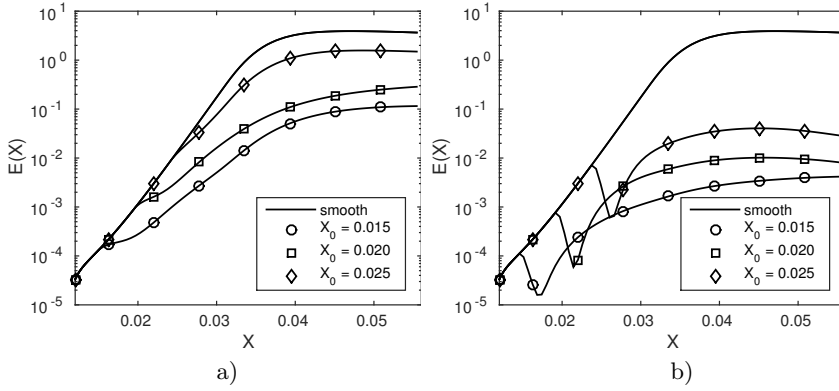 10^1
10^0
10^-1
10^-2
10^-3
10^-4
10^-5
E(X)
0.02 0.03 0.04 0.05
X
smooth
X_0 = 0.015
X_0 = 0.020
X_0 = 0.025
a)
10^1
10^0
10^-1
10^-2
10^-3
10^-4
10^-5
E(X)
0.02 0.03 0.04 0.05
X
smooth
X_0 = 0.015
X_0 = 0.020
X_0 = 0.025
b)